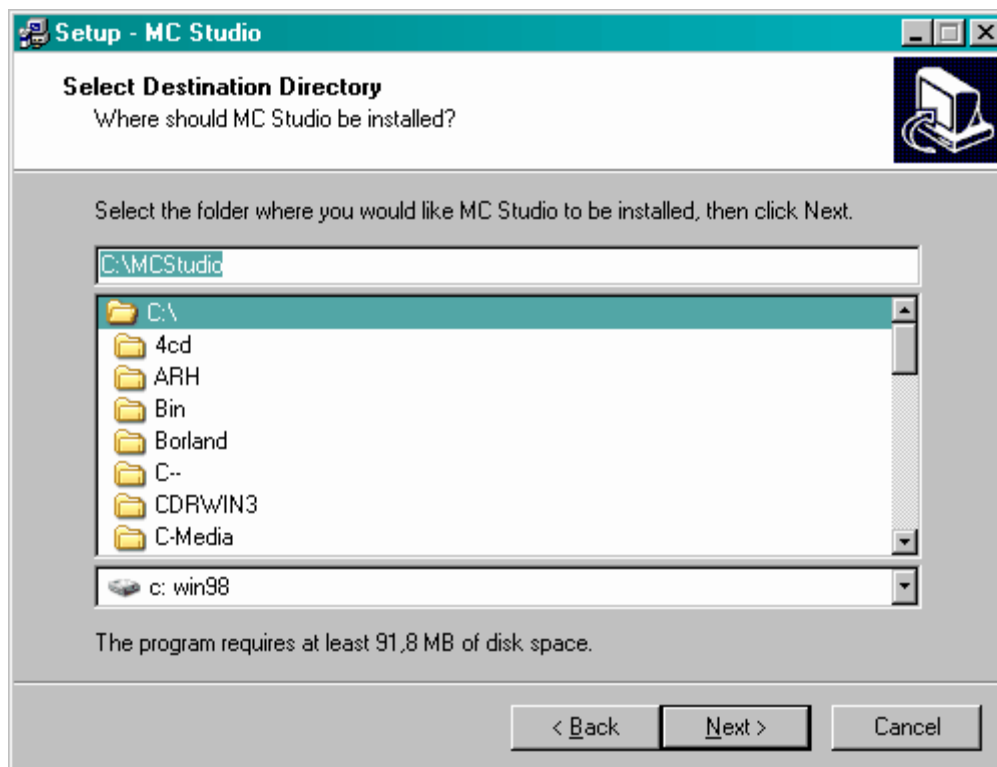 Setup - MC Studio
Select Destination Directory
Where should MC Studio be installed?
Select the folder where you would like MC Studio to be installed, then click Next.
C:\MCStudio
C:\
4cd
ARH
Bin
Borland
C--
CDRWIN3
C-Media
c: win98
The program requires at least 91,8 MB of disk space.
< Back Next > Cancel